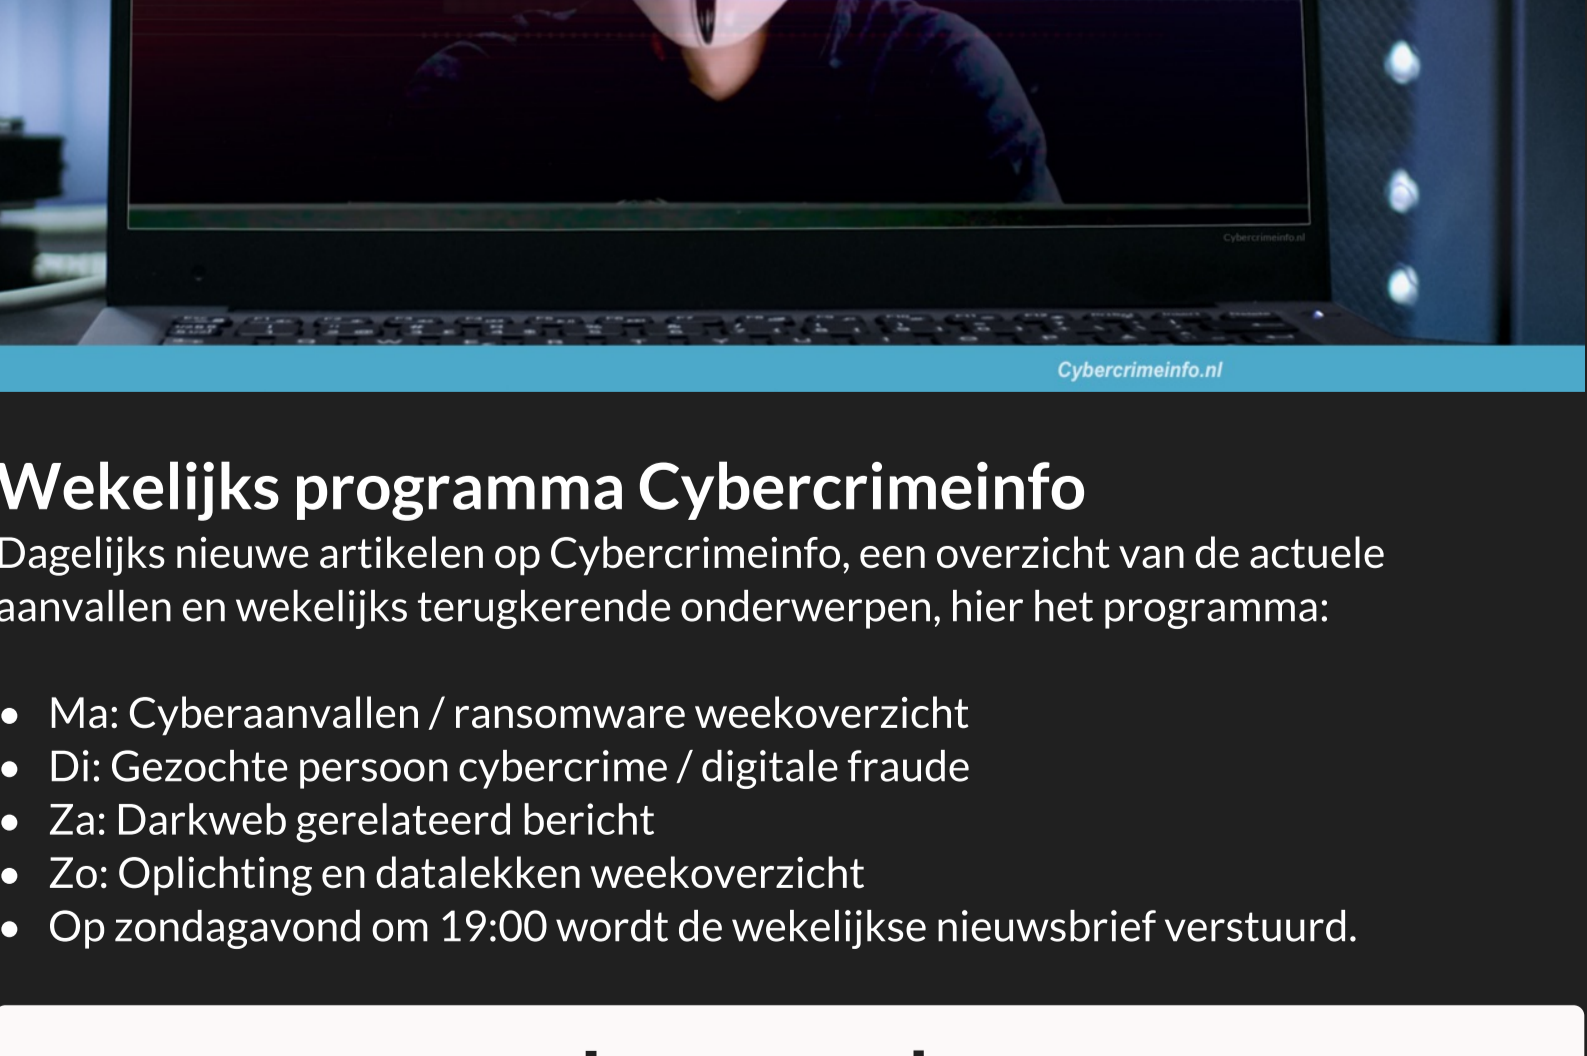 Cybercrimeinfo.nl
Cybercrimeinfo.nl
Wekelijks programma Cybercrimeinfo
Dagelijks nieuwe artikelen op Cybercrimeinfo, een overzicht van de actuele
aanvallen en wekelijks terugkerende onderwerpen, hier het programma:
• Ma: Cyberaanvallen / ransomware weekoverzicht
• Di: Gezochte persoon cybercrime / digitale fraude
• Za: Darkweb gerelateerd bericht
• Zo: Oplichting en datalekken weekoverzicht
• Op zondagavond om 19:00 wordt de wekelijkse nieuwsbrief verstuurd.